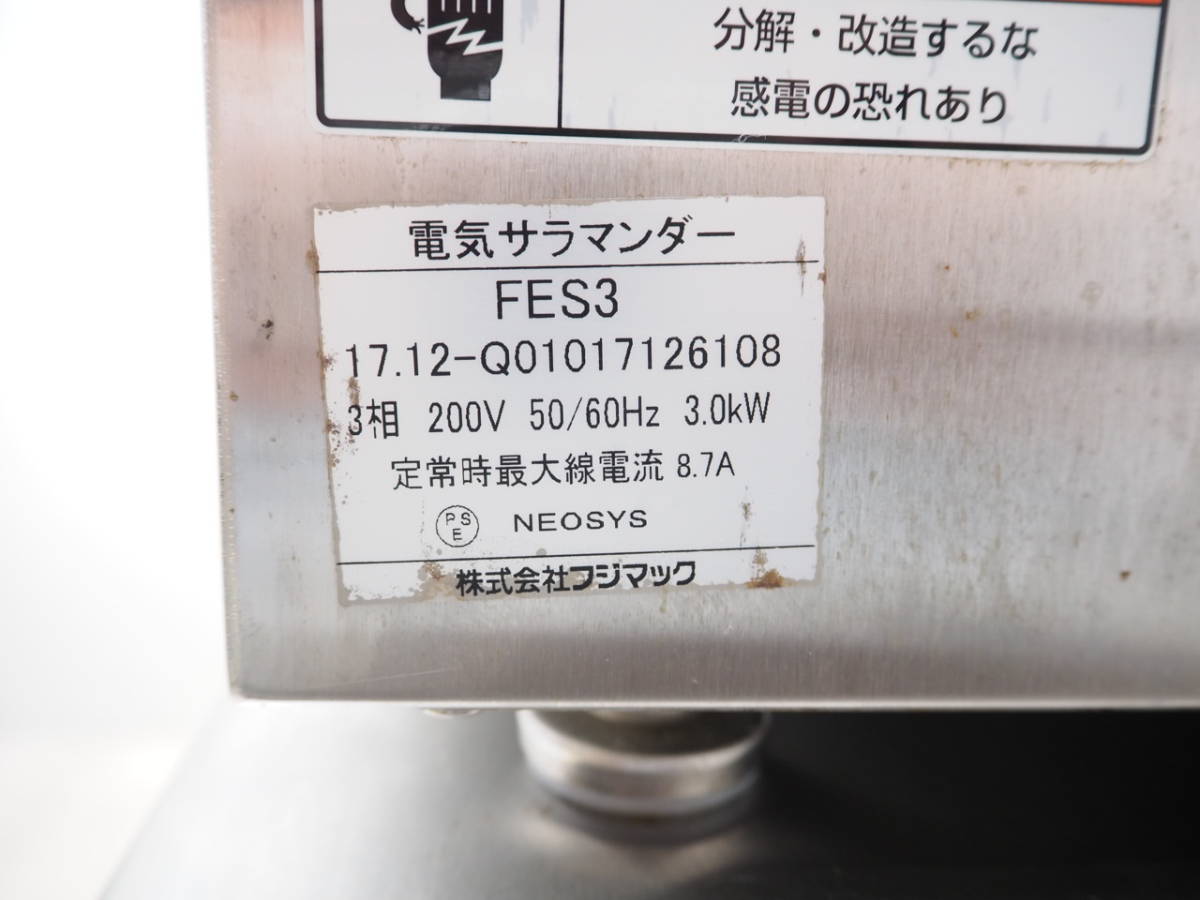 分解・改造するな
感電の恐れあり
電気サラマンダー
FES3
17.12-Q01017126108
3相 200V 50/60Hz 3.0kW
定常時最大線電流 8.7A
PSE NEOSYS
株式会社フジマック